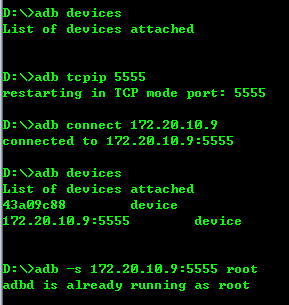 D:\>adb devices
List of devices attached
D:\>adb tcpip 5555
restarting in TCP mode port: 5555
D:\>adb connect 172.20.10.9
connected to 172.20.10.9:5555
D:\>adb devices
List of devices attached
43a09c88 device
172.20.10.9:5555 device
D:\>adb -s 172.20.10.9:5555 root
adbd is already running as root